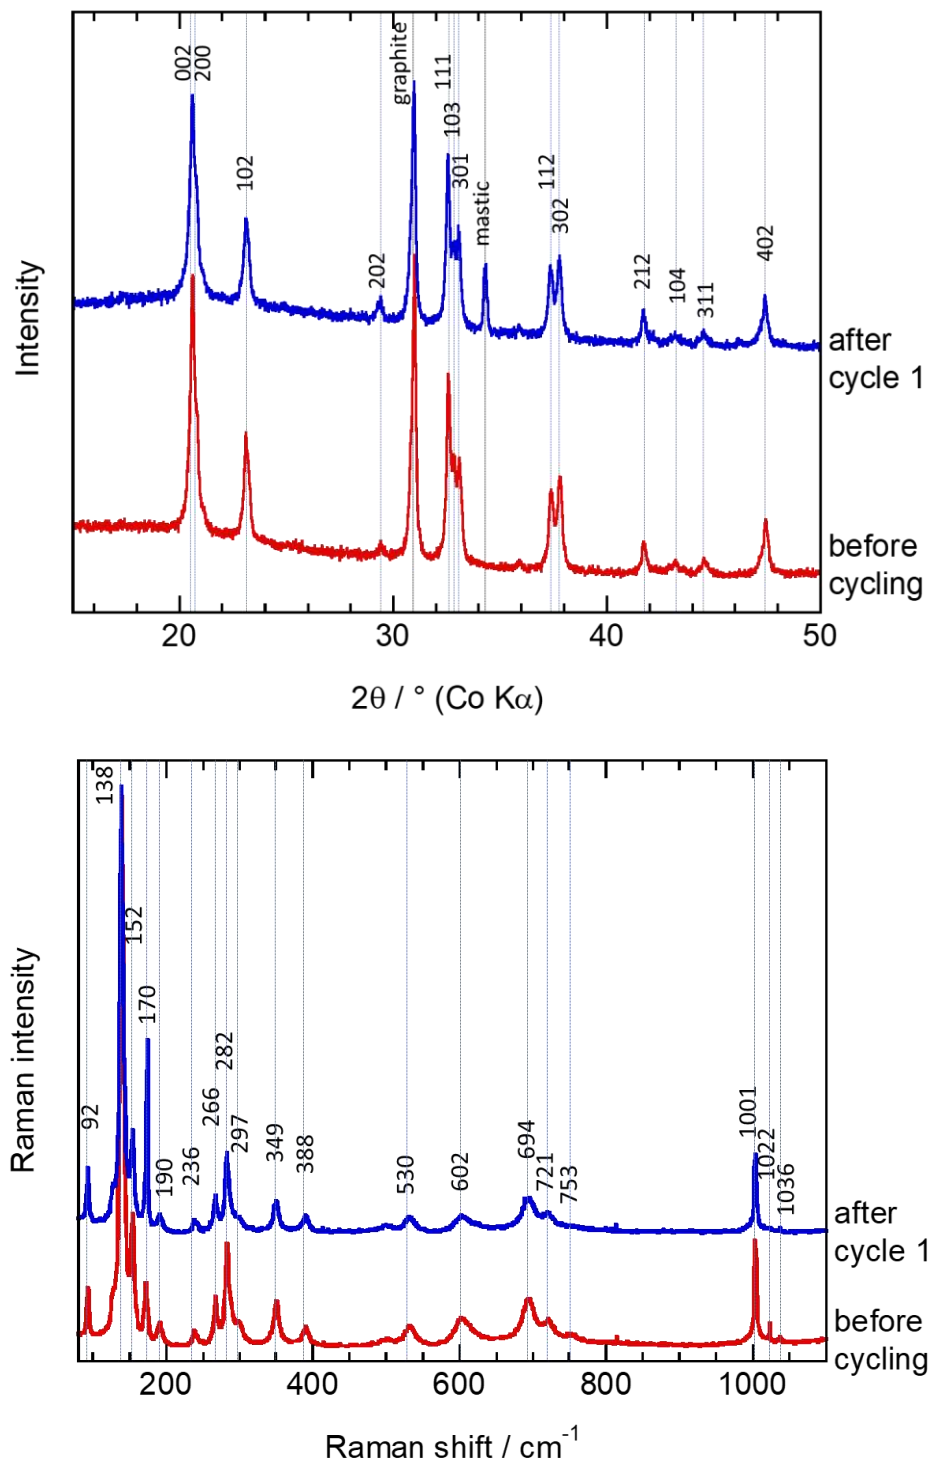 002
200
102
202
graphite
111
103
301
mastic
112
302
212
104
311
402
Intensity
after
cycle 1
before
cycling
20
30
40
50
2θ / ° (Co Kα)
92
138
152
170
190
236
266
282
297
349
388
530
602
694
721
753
1001
1022
1036
Raman intensity
after
cycle 1
before
cycling
200
400
600
800
1000
Raman shift / cm⁻¹